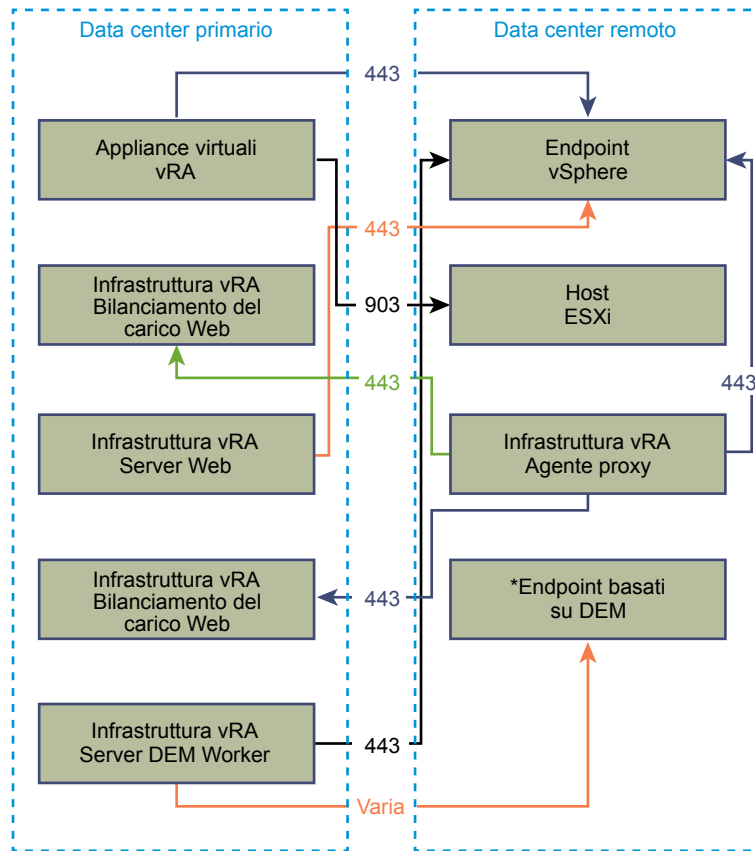 Data center primario
Data center remoto
443
Appliance virtuali
vRA
Endpoint
vSphere
443
Infrastruttura vRA
Bilanciamento del
carico Web
903
Host
ESXi
443
443
Infrastruttura vRA
Server Web
Infrastruttura vRA
Agente proxy
Infrastruttura vRA
Bilanciamento del
carico Web
443
*Endpoint basati
su DEM
Infrastruttura vRA
Server DEM Worker
443
Varia